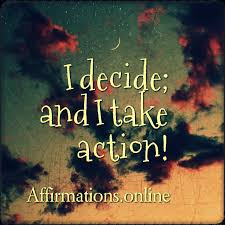 I decide;
and I take
action!
Affirmations.online